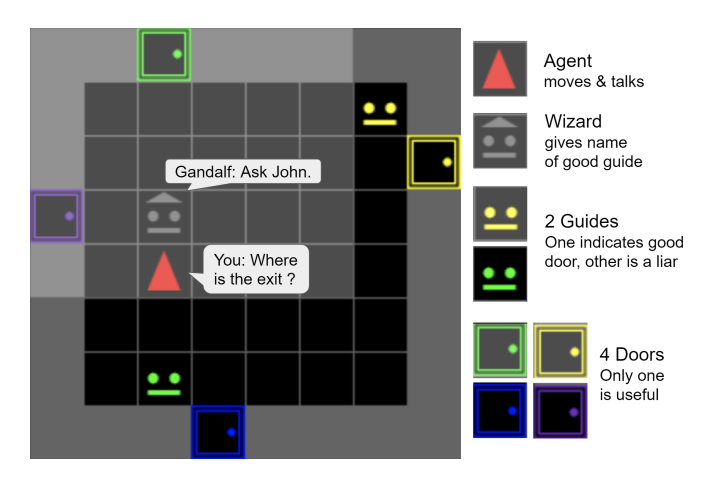 Gandalf: Ask John.
You: Where
is the exit ?
Agent
moves & talks
Wizard
gives name
of good guide
2 Guides
One indicates good
door, other is a liar
4 Doors
Only one
is useful